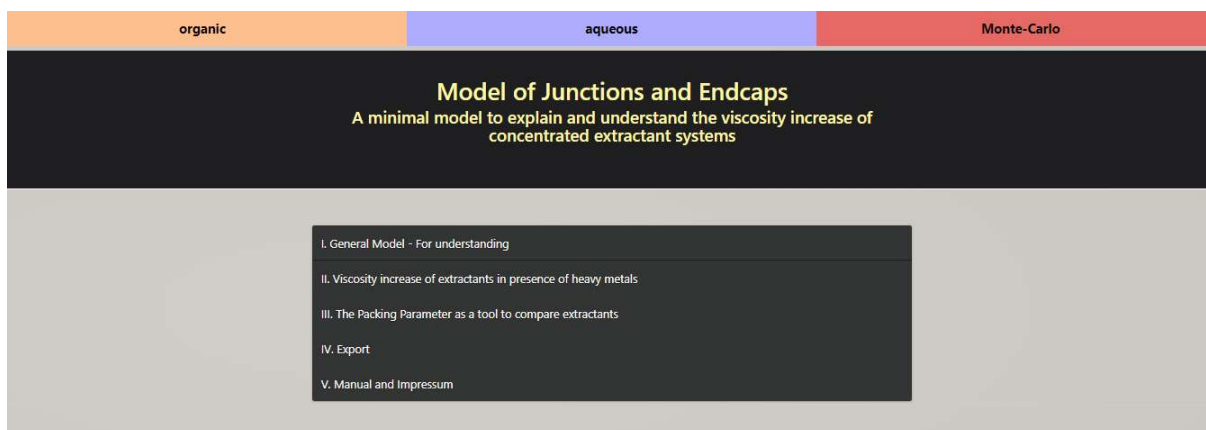 organic
aqueous
Monte-Carlo
Model of Junctions and Endcaps
A minimal model to explain and understand the viscosity increase of
concentrated extractant systems
I. General Model - For understanding
II. Viscosity increase of extractants in presence of heavy metals
III. The Packing Parameter as a tool to compare extractants
IV. Export
V. Manual and Impressum